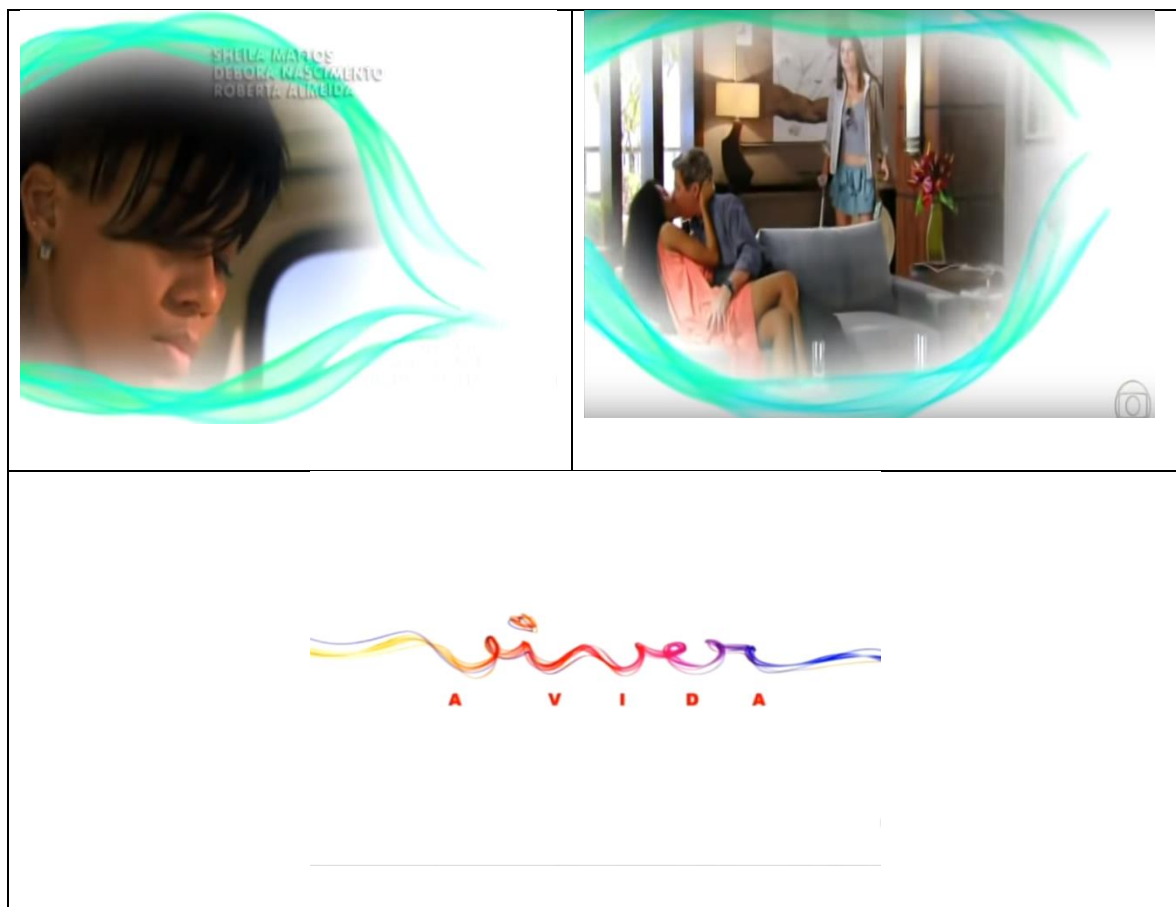 SHEILA MATTOS
DEBORA NASCIMENTO
ROBERTA ALMEIDA
viver
A VIDA